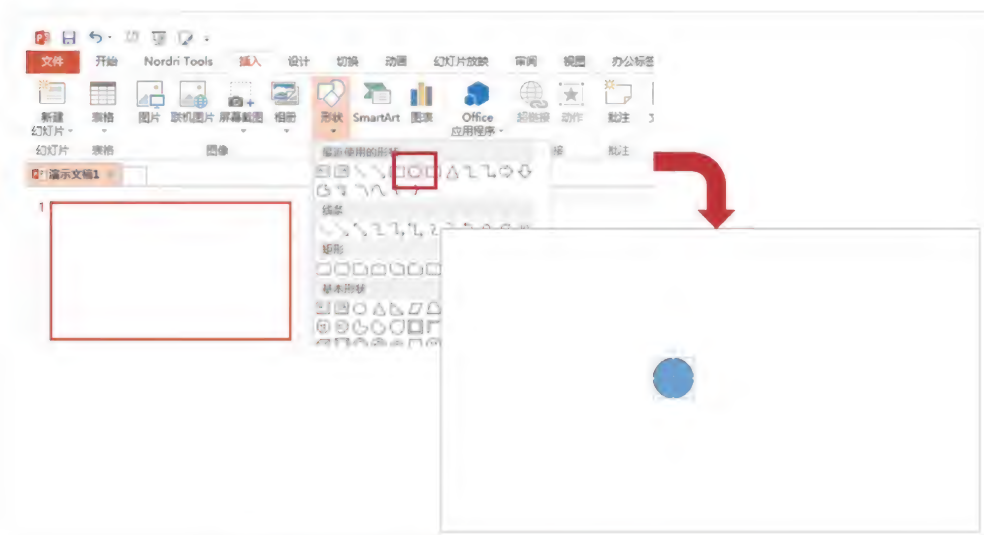 文件 开始 Nordri Tools 插入 设计 切换 动画 幻灯片放映 审阅 视图 办公标签
新建 表格 图片 联机图片 屏幕截图 相册 形状 SmartArt 图表 Office 超链接 动作 批注
幻灯片 应用程序
幻灯片 表格 图像 最近使用的形状 接 批注
演示文稿1
1
线条
矩形
基本形状